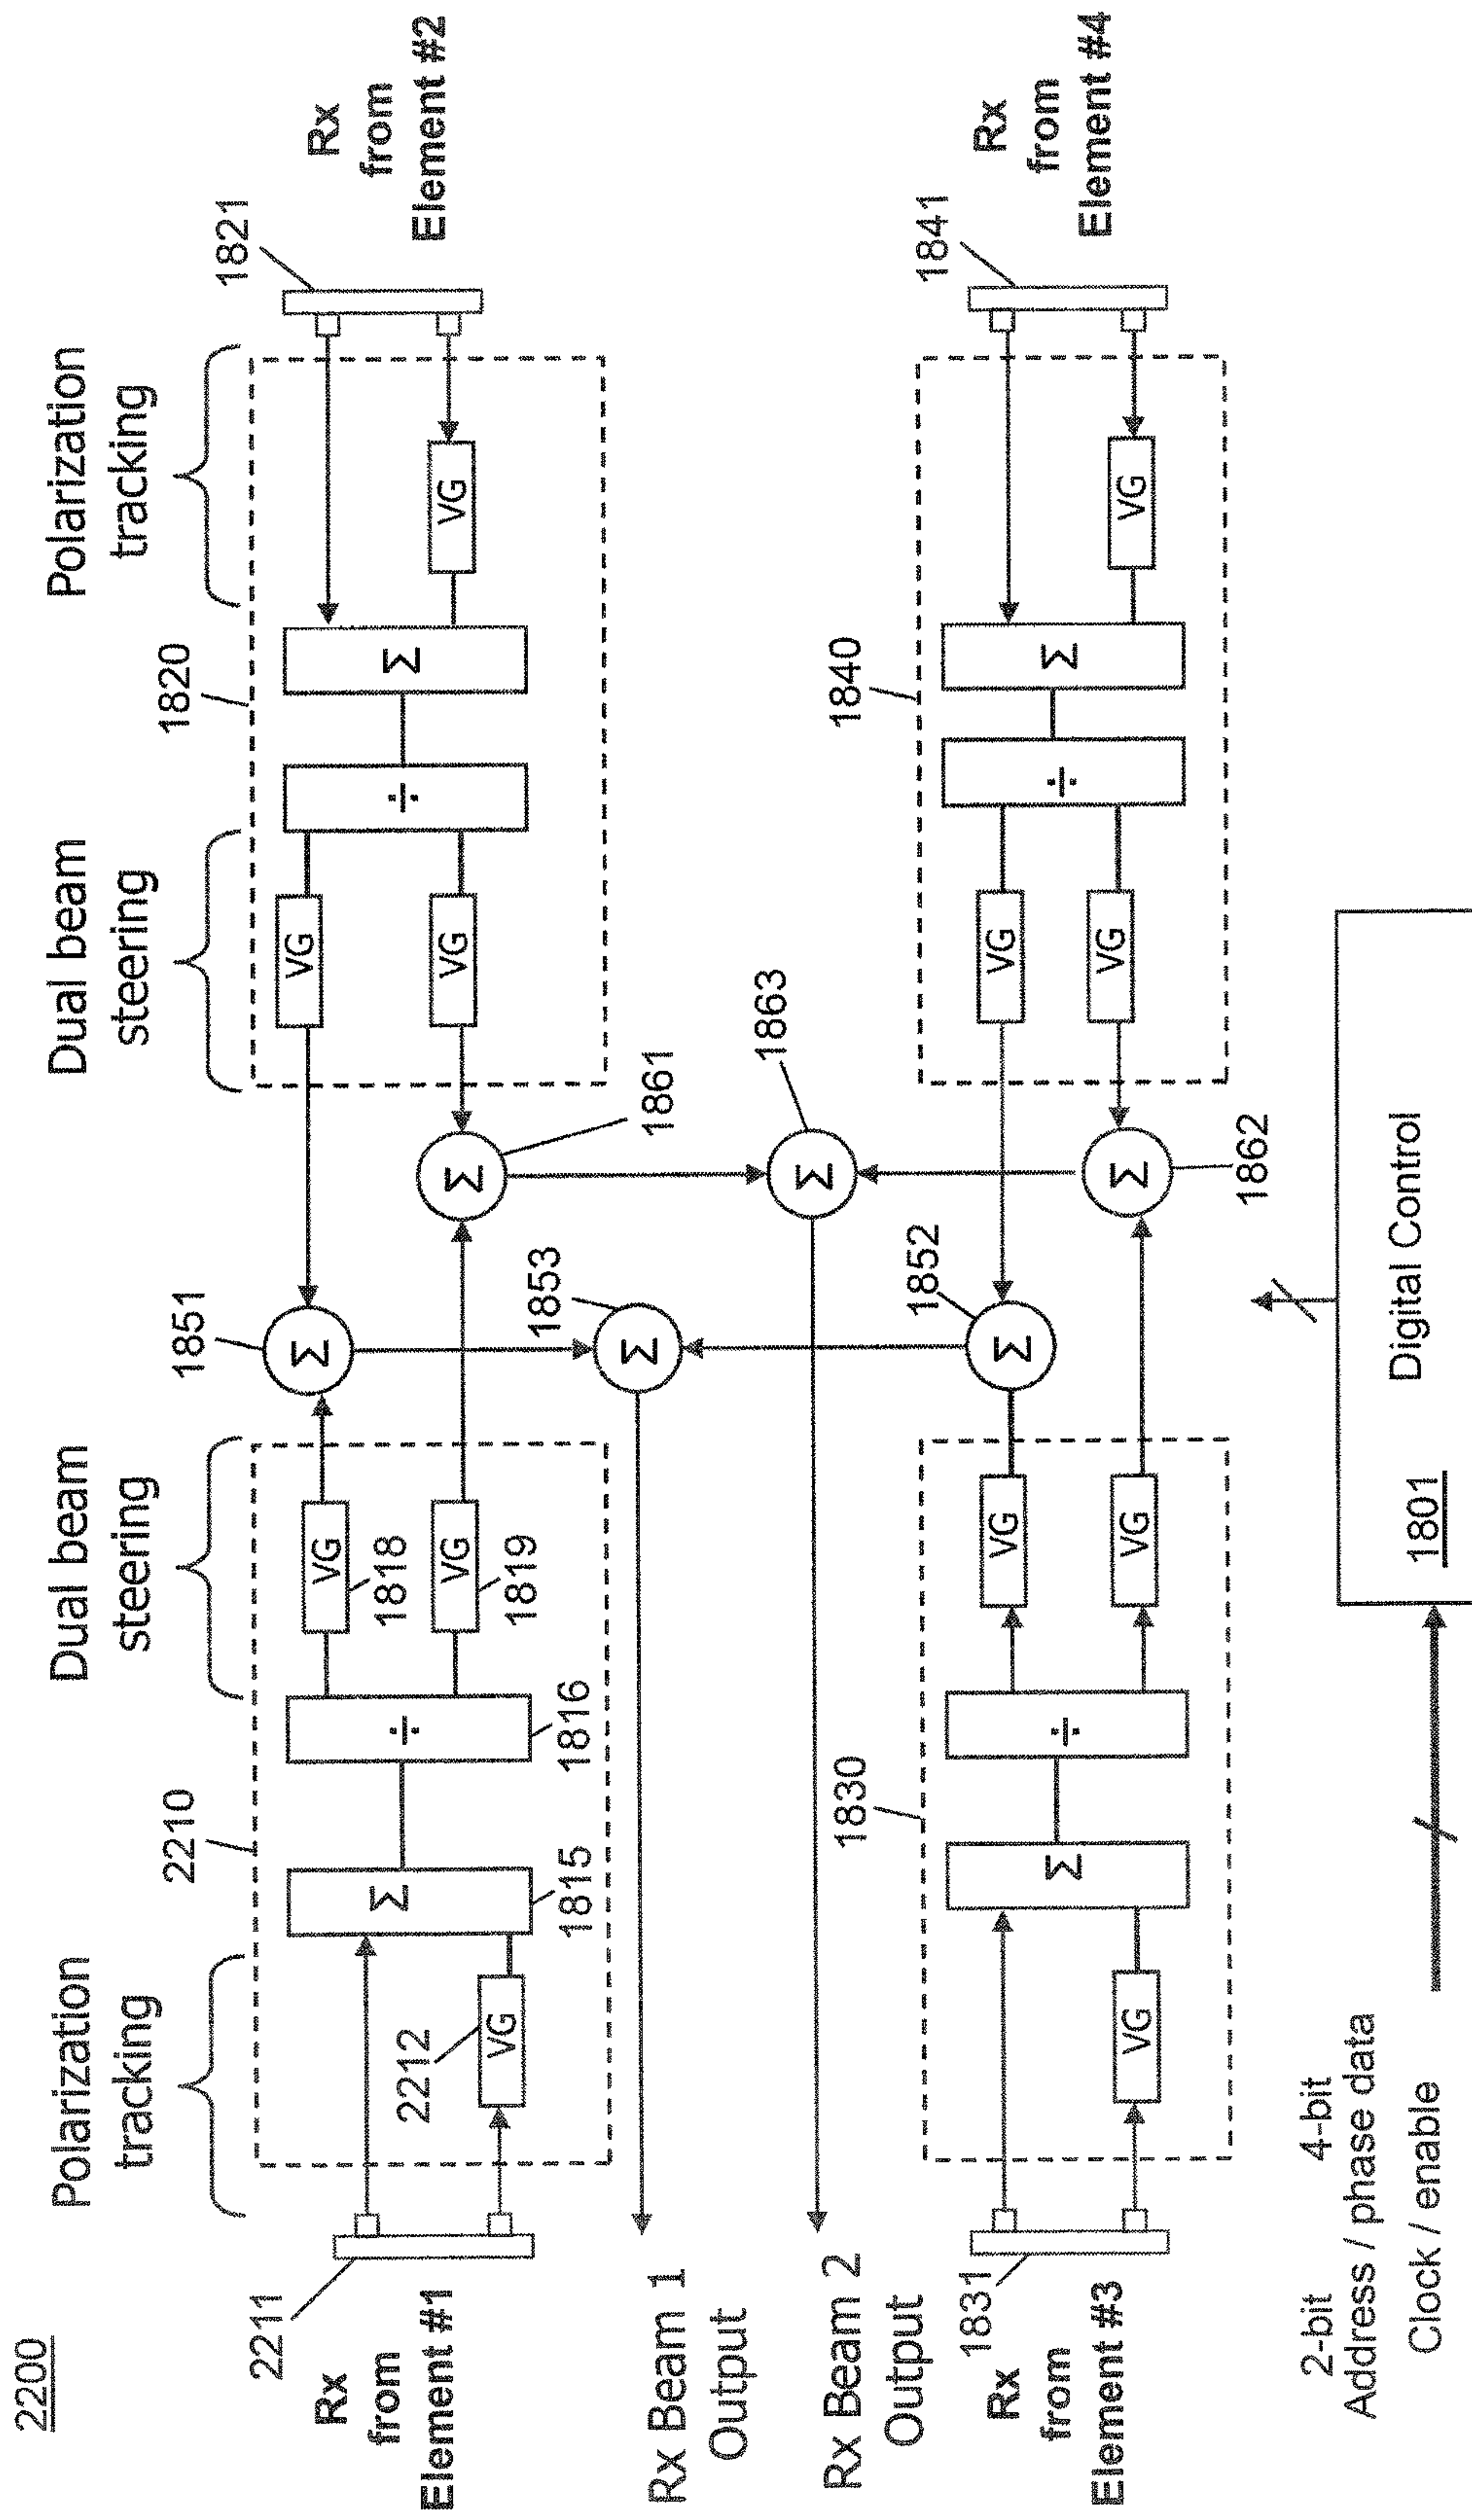 2200
Polarization
tracking
Dual beam
steering
Dual beam
steering
Polarization
tracking
2210
1851
1820
1821
2211
Rx
from
Element #1
2212
VG
Σ
1815
÷
1816
VG
1818
VG
1819
Σ
Σ
1861
VG
VG
÷
Σ
VG
Rx
from
Element #2
Rx Beam 1
Output
1853
Σ
1863
Σ
Rx Beam 2
Output
1830
1852
1840
1841
1831
Rx
from
Element #3
VG
Σ
÷
VG
VG
Σ
Σ
1862
VG
VG
÷
Σ
VG
Rx
from
Element #4
2-bit 4-bit
Address / phase data
Clock / enable
Digital Control
1801